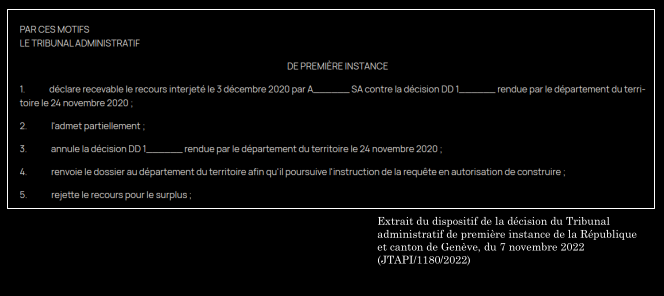 PAR CES MOTIFS
LE TRIBUNAL ADMINISTRATIF
DE PREMIÈRE INSTANCE
1. déclare recevable le recours interjeté le 3 décembre 2020 par A______ SA contre la décision DD 1______ rendue par le département du terri-
toire le 24 novembre 2020 ;
2. l'admet partiellement ;
3. annule la décision DD 1______ rendue par le département du territoire le 24 novembre 2020 ;
4. renvoie le dossier au département du territoire afin qu'il poursuive l'instruction de la requête en autorisation de construire ;
5. rejette le recours pour le surplus ;
Extrait du dispositif de la décision du Tribunal
administratif de première instance de la République
et canton de Genève, du 7 novembre 2022
(JTAPI/1180/2022)